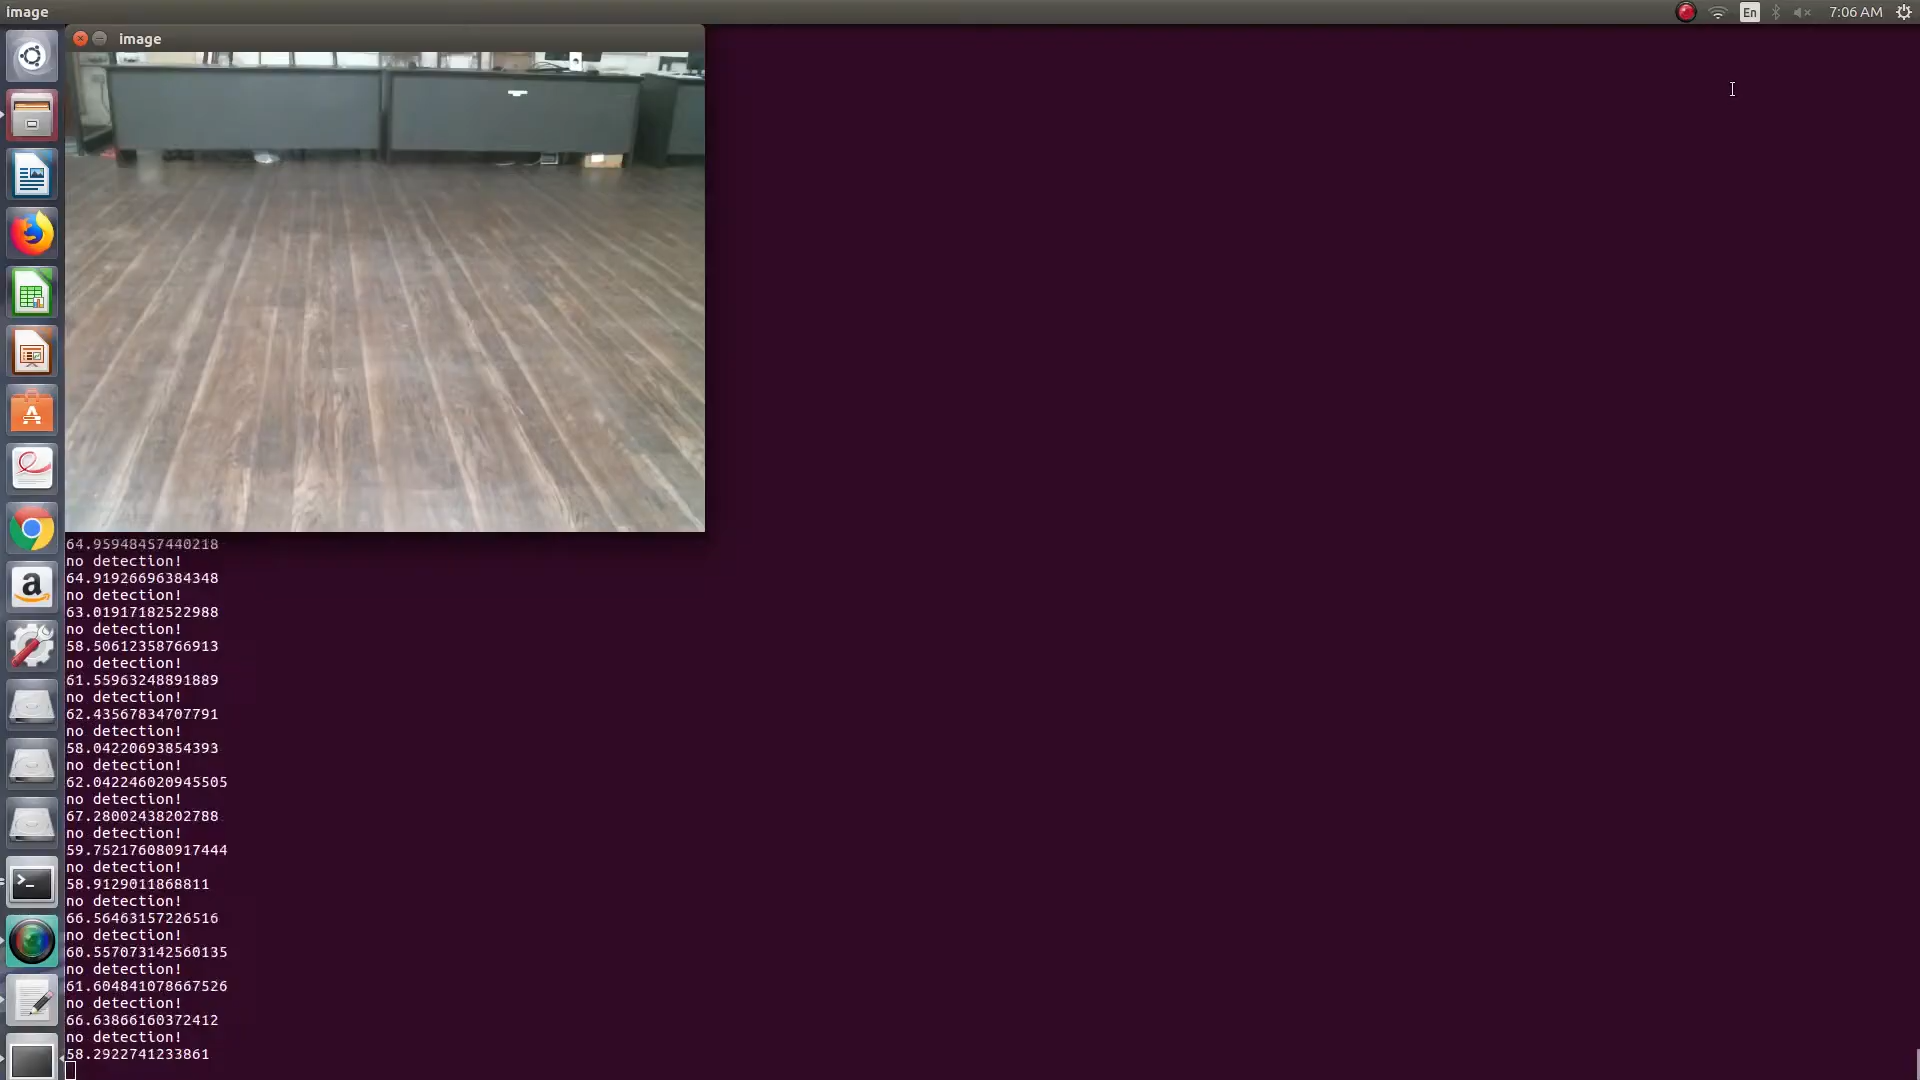 image
En
7:06 AM
image
64.95948457440218
no detection!
64.91926696384348
no detection!
63.01917182522988
no detection!
58.50612358766913
no detection!
61.55963248891889
no detection!
62.43567834707791
no detection!
58.04220693854393
no detection!
62.042246020945505
no detection!
67.28002438202788
no detection!
59.752176080917444
no detection!
58.9129011868811
no detection!
66.56463157226516
no detection!
60.557073142560135
no detection!
61.604841078667526
no detection!
66.63866160372412
no detection!
58.2922741233861